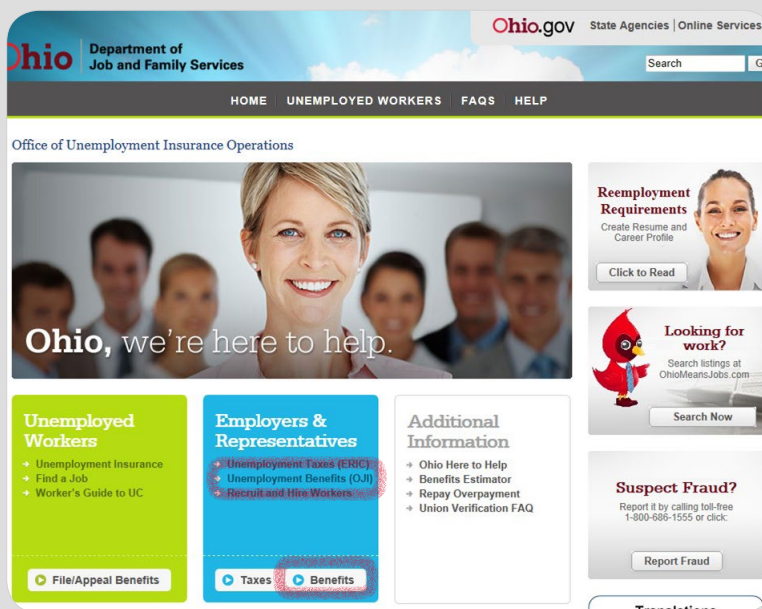 Ohio.gov State Agencies | Online Services
Ohio Department of
Job and Family Services
Search
HOME UNEMPLOYED WORKERS FAQS HELP
Office of Unemployment Insurance Operations
Ohio, we're here to help.
Reemployment
Requirements
Create Resume and
Career Profile
Click to Read
Looking for
work?
Search listings at
OhioMeansJobs.com
Search Now
Unemployed
Workers
Unemployment Insurance
Find a Job
Worker's Guide to UC
File/Appeal Benefits
Employers &
Representatives
Unemployment Taxes (ERIC)
Unemployment Benefits (OJI)
Recruit and Hire Workers
Taxes
Benefits
Additional
Information
Ohio Here to Help
Benefits Estimator
Repay Overpayment
Union Verification FAQ
Suspect Fraud?
Report it by calling toll-free
1-800-686-1555 or click:
Report Fraud